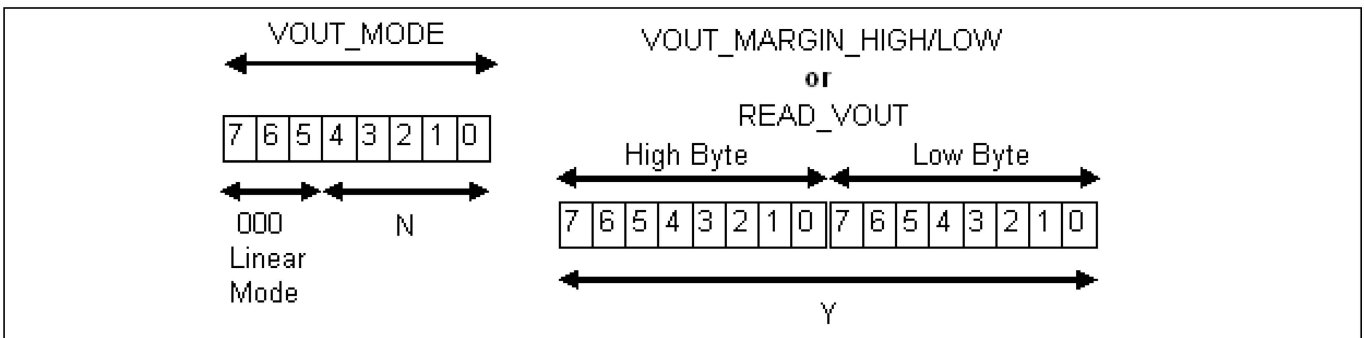 VOUT_MODE
7 6 5 4 3 2 1 0
000
Linear
Mode
N
VOUT_MARGIN_HIGH/LOW
or
READ_VOUT
High Byte Low Byte
7 6 5 4 3 2 1 0 7 6 5 4 3 2 1 0
Y